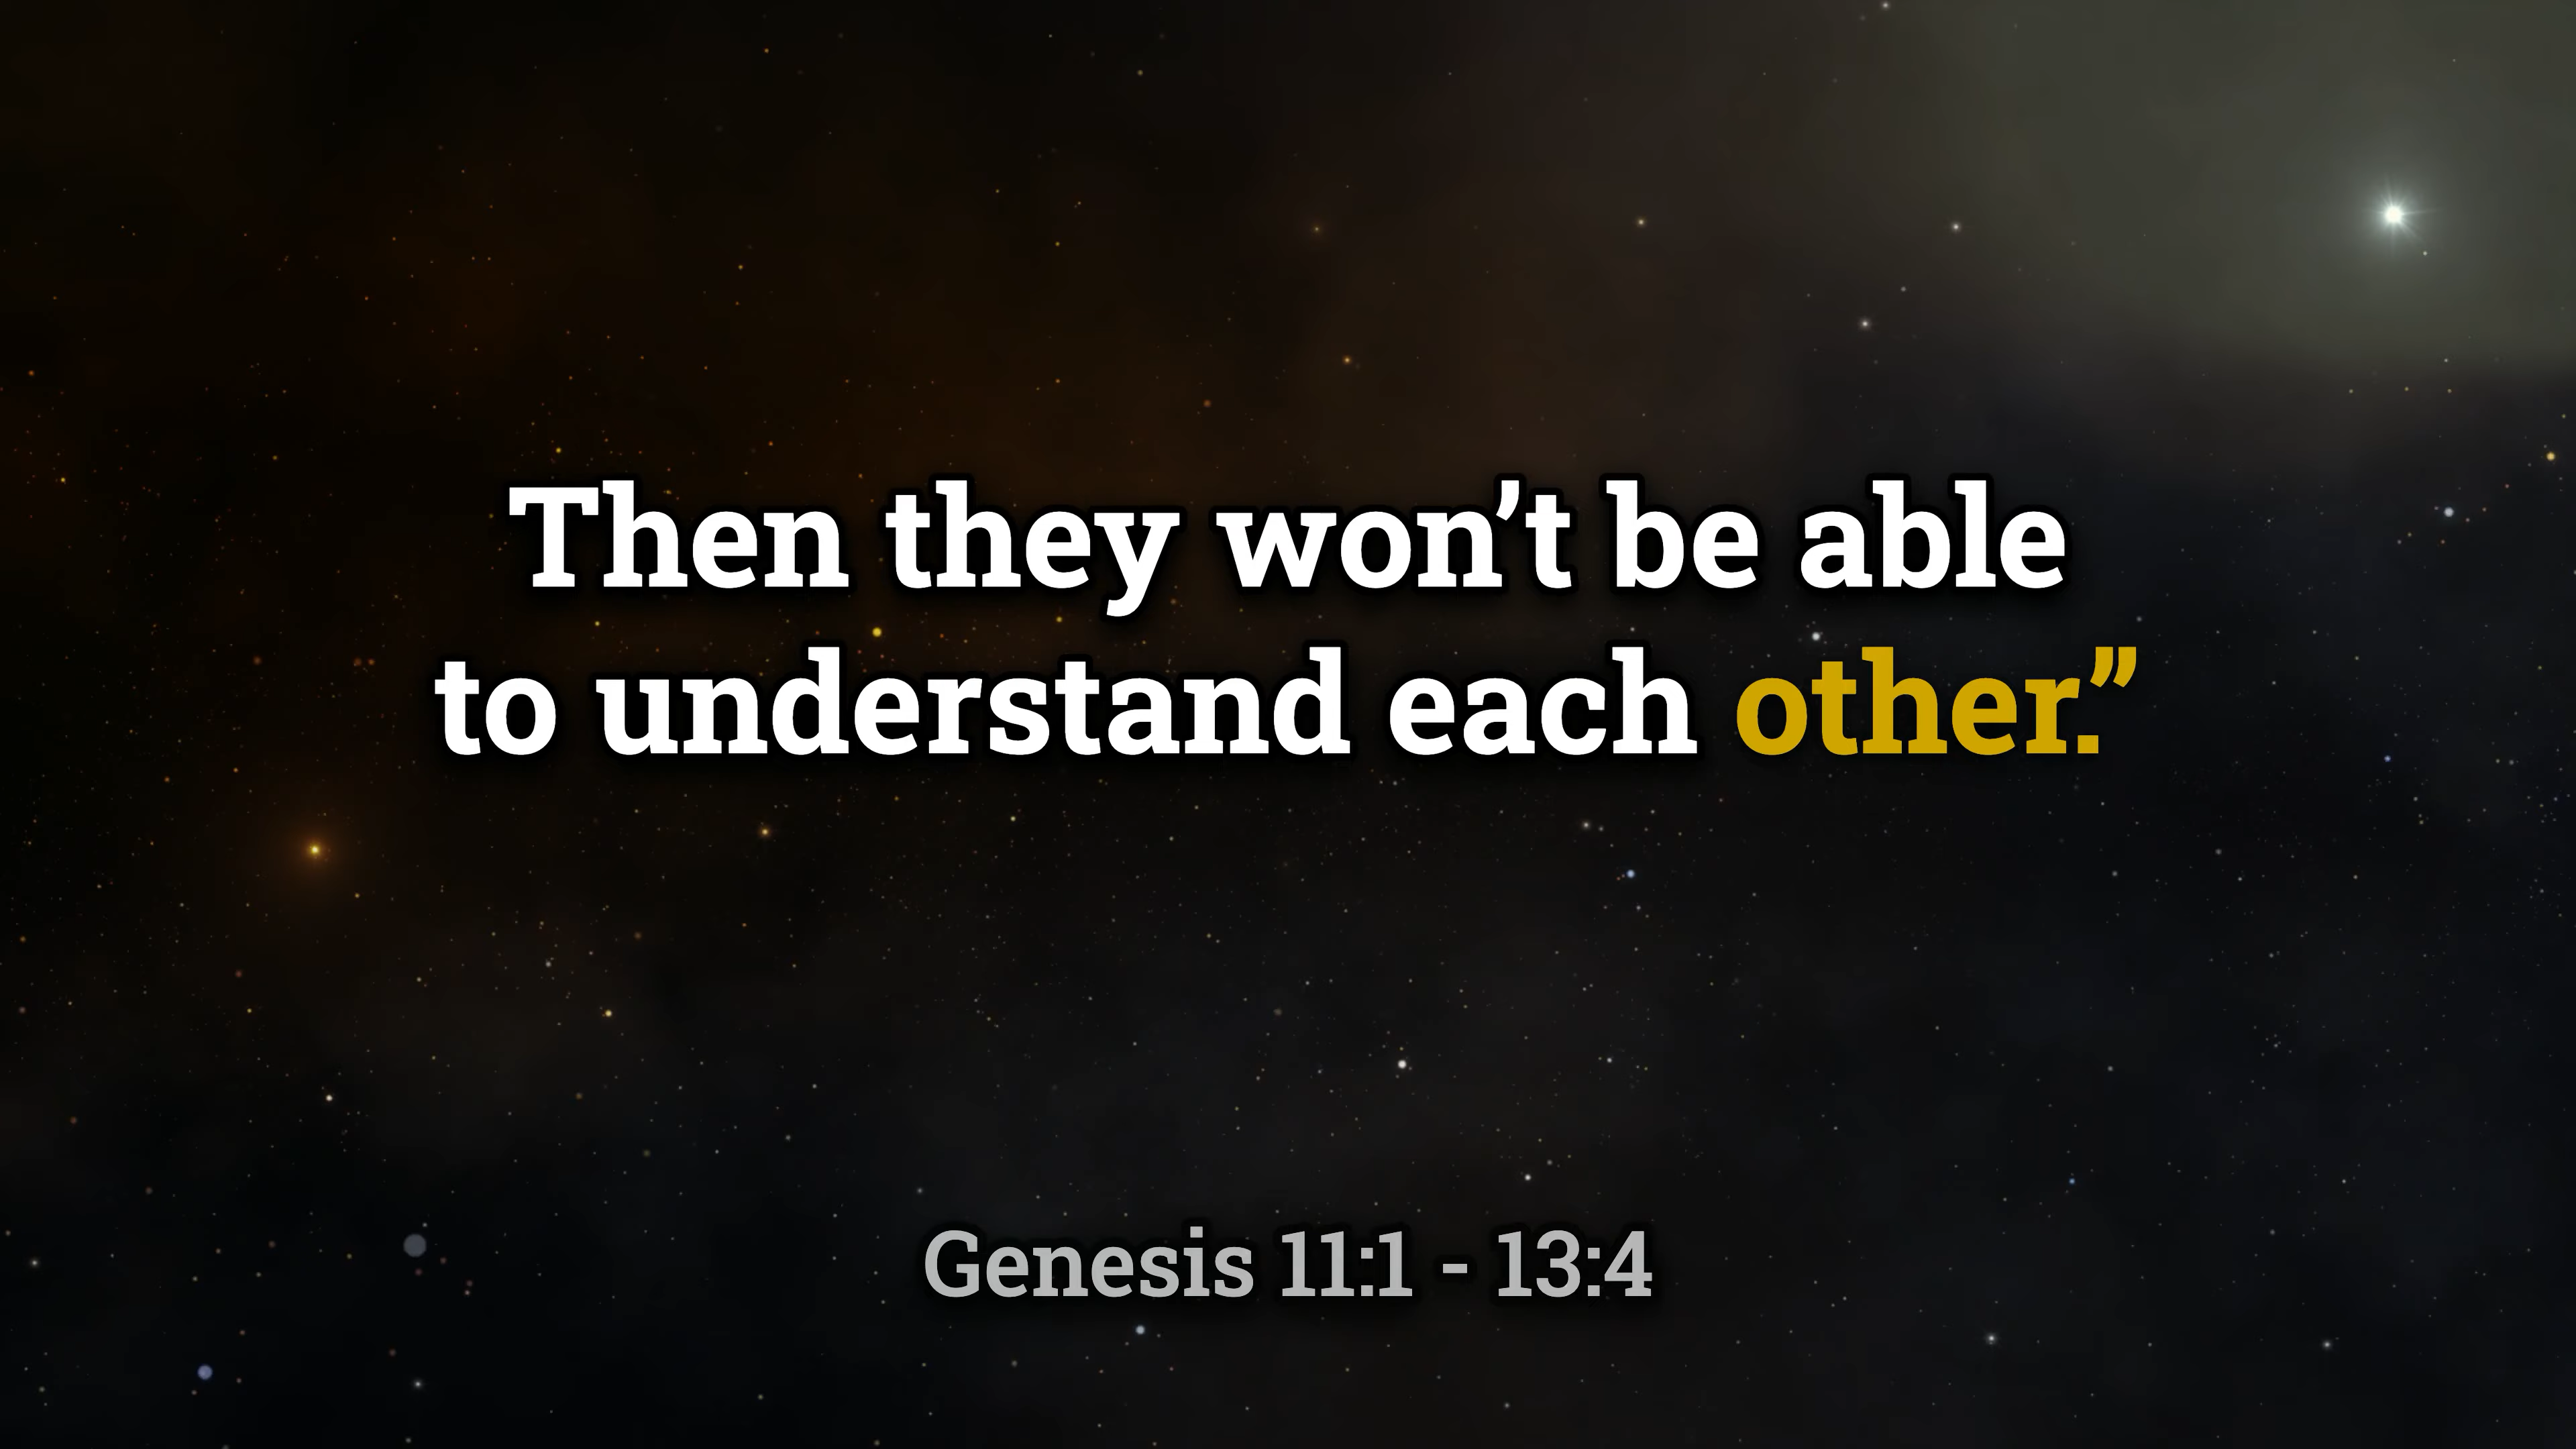 Then they won’t be able
to understand each other.”
Genesis 11:1 - 13:4